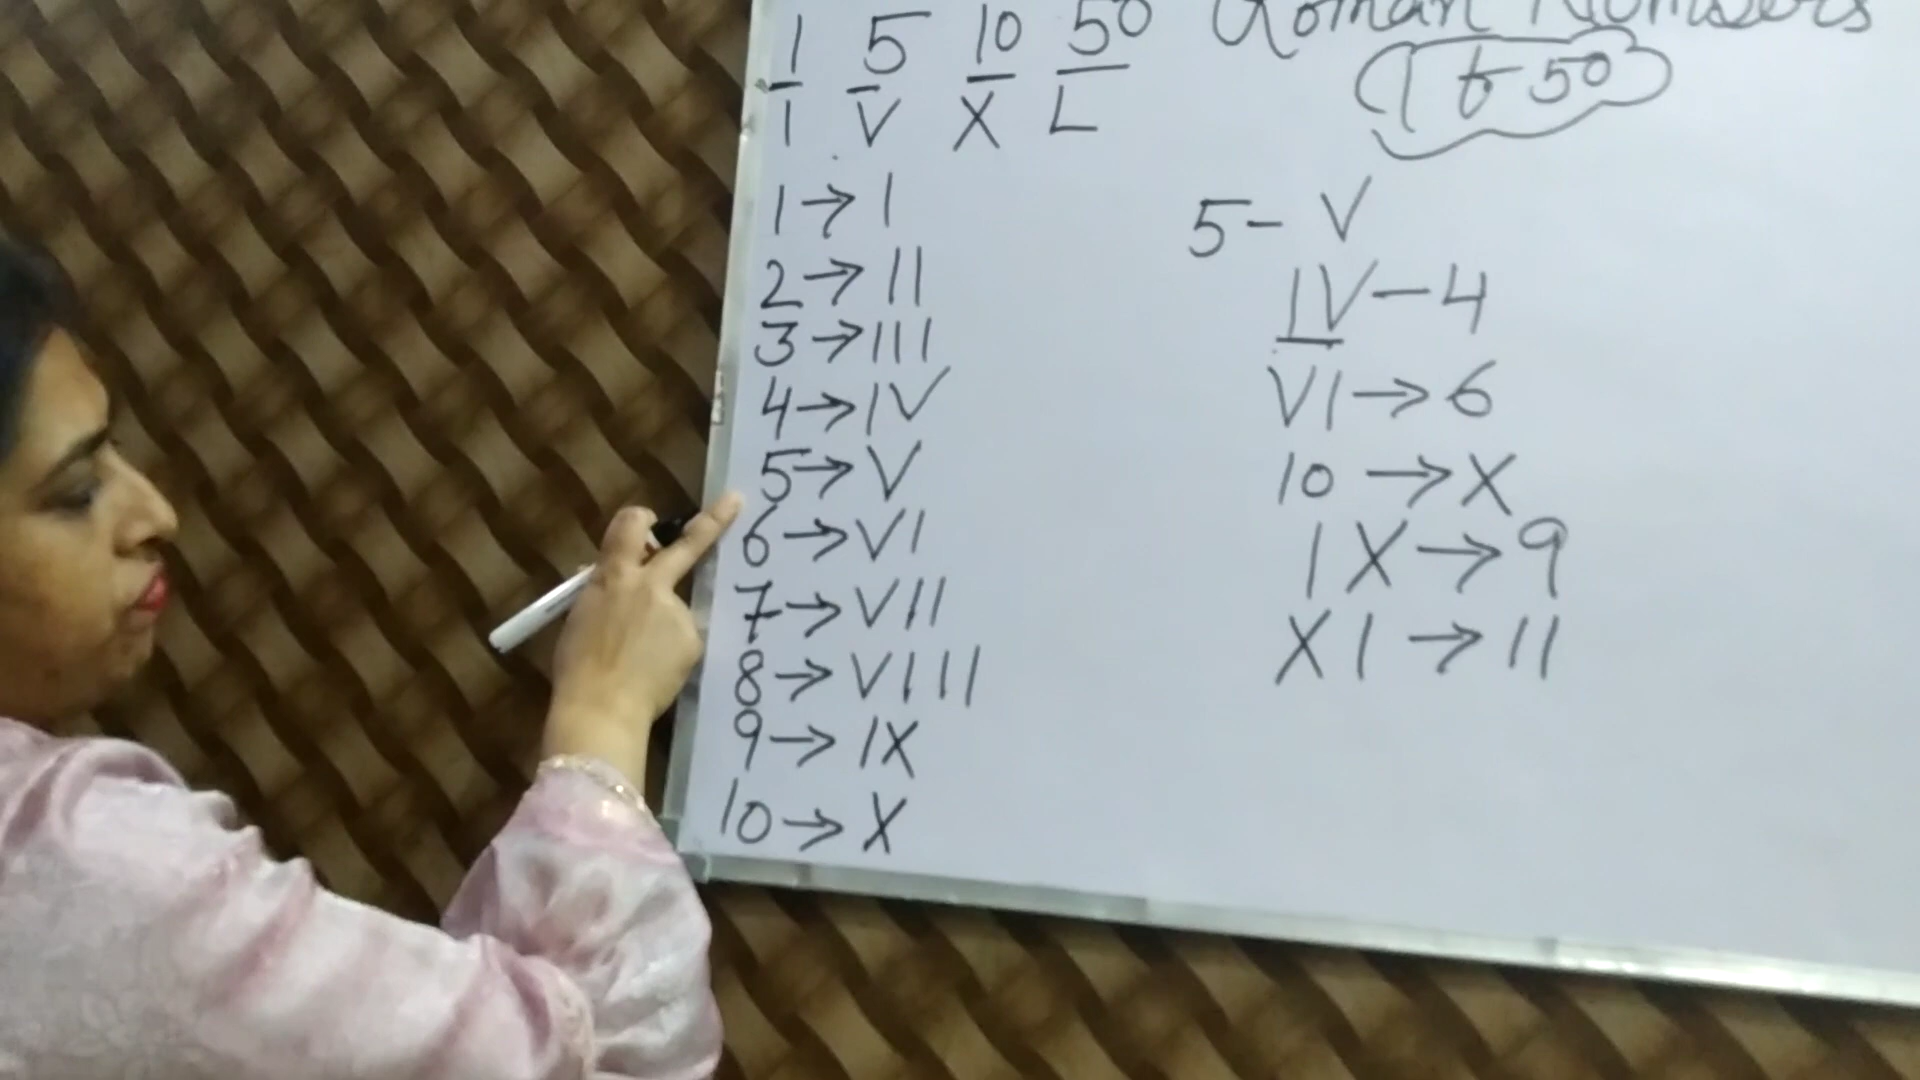 1 5 10 50
I V X L
Roman Numbers
1 to 50
1 → I
2 → II
3 → III
4 → IV
5 → V
6 → VI
7 → VII
8 → VIII
9 → IX
10 → X
5 - V
IV - 4
VI → 6
10 → X
IX → 9
XI → 11